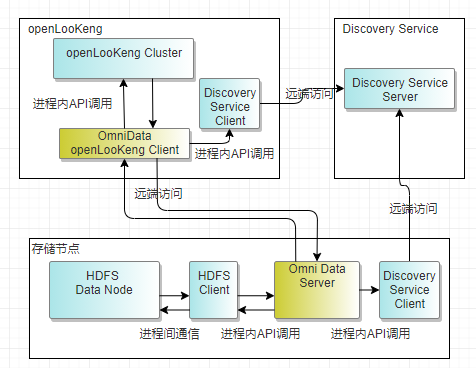 openLooKeng
Discovery Service
openLooKeng Cluster
进程内API调用
Discovery
Service
Client
远端访问
Discovery Service
Server
OmniData
openLooKeng Client
进程内API调用
远端访问
远端访问
存储节点
HDFS
Data Node
HDFS
Client
Omni Data
Server
Discovery
Service
Client
进程间通信
进程内API调用
进程内API调用